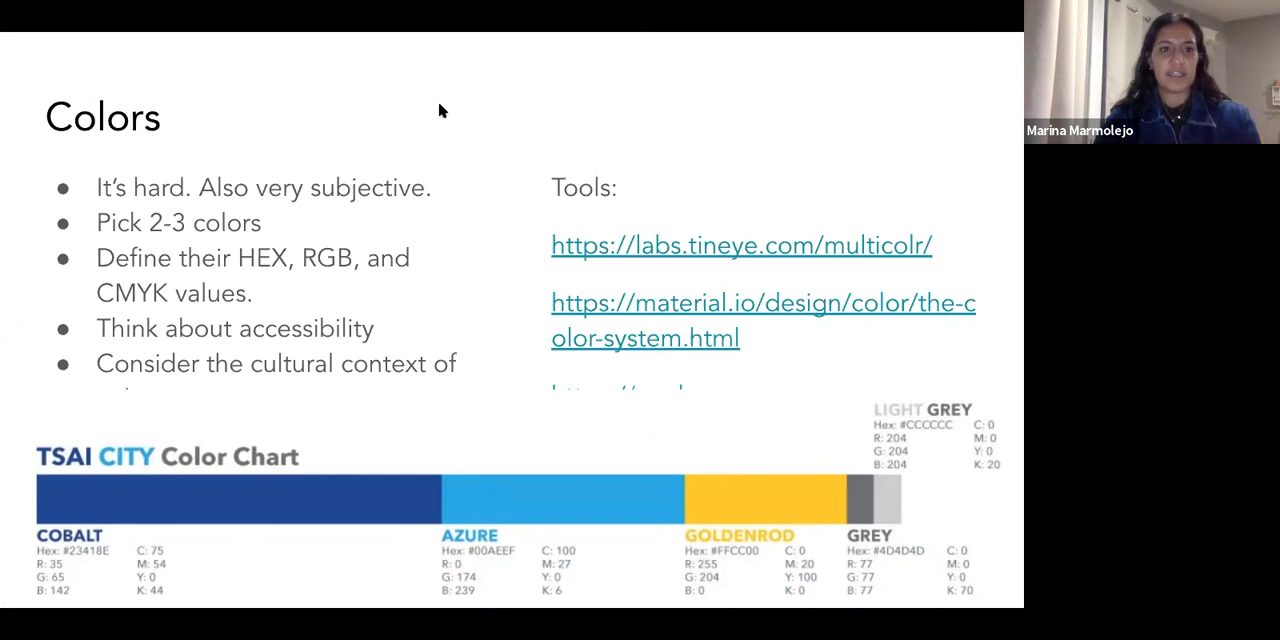 Colors
● It's hard. Also very subjective.
● Pick 2-3 colors
● Define their HEX, RGB, and
CMYK values.
● Think about accessibility
● Consider the cultural context of
Tools:
https://labs.tineye.com/multicolr/
https://material.io/design/color/the-c
olor-system.html
Marina Marmolejo
TSAI CITY Color Chart
COBALT
Hex: #23418E C: 75
R: 35 M: 54
G: 65 Y: 0
B: 142 K: 44
AZURE
Hex: #00AEEF C: 100
R: 0 M: 27
G: 174 Y: 0
B: 239 K: 6
GOLDENROD
Hex: #FFCC00 C: 0
R: 255 M: 20
G: 204 Y: 100
B: 0 K: 0
GREY
Hex: #4D4D4D C: 0
R: 77 M: 0
G: 77 Y: 0
B: 77 K: 70
LIGHT GREY
Hex: #CCCCCC C: 0
R: 204 M: 0
G: 204 Y: 0
B: 204 K: 20